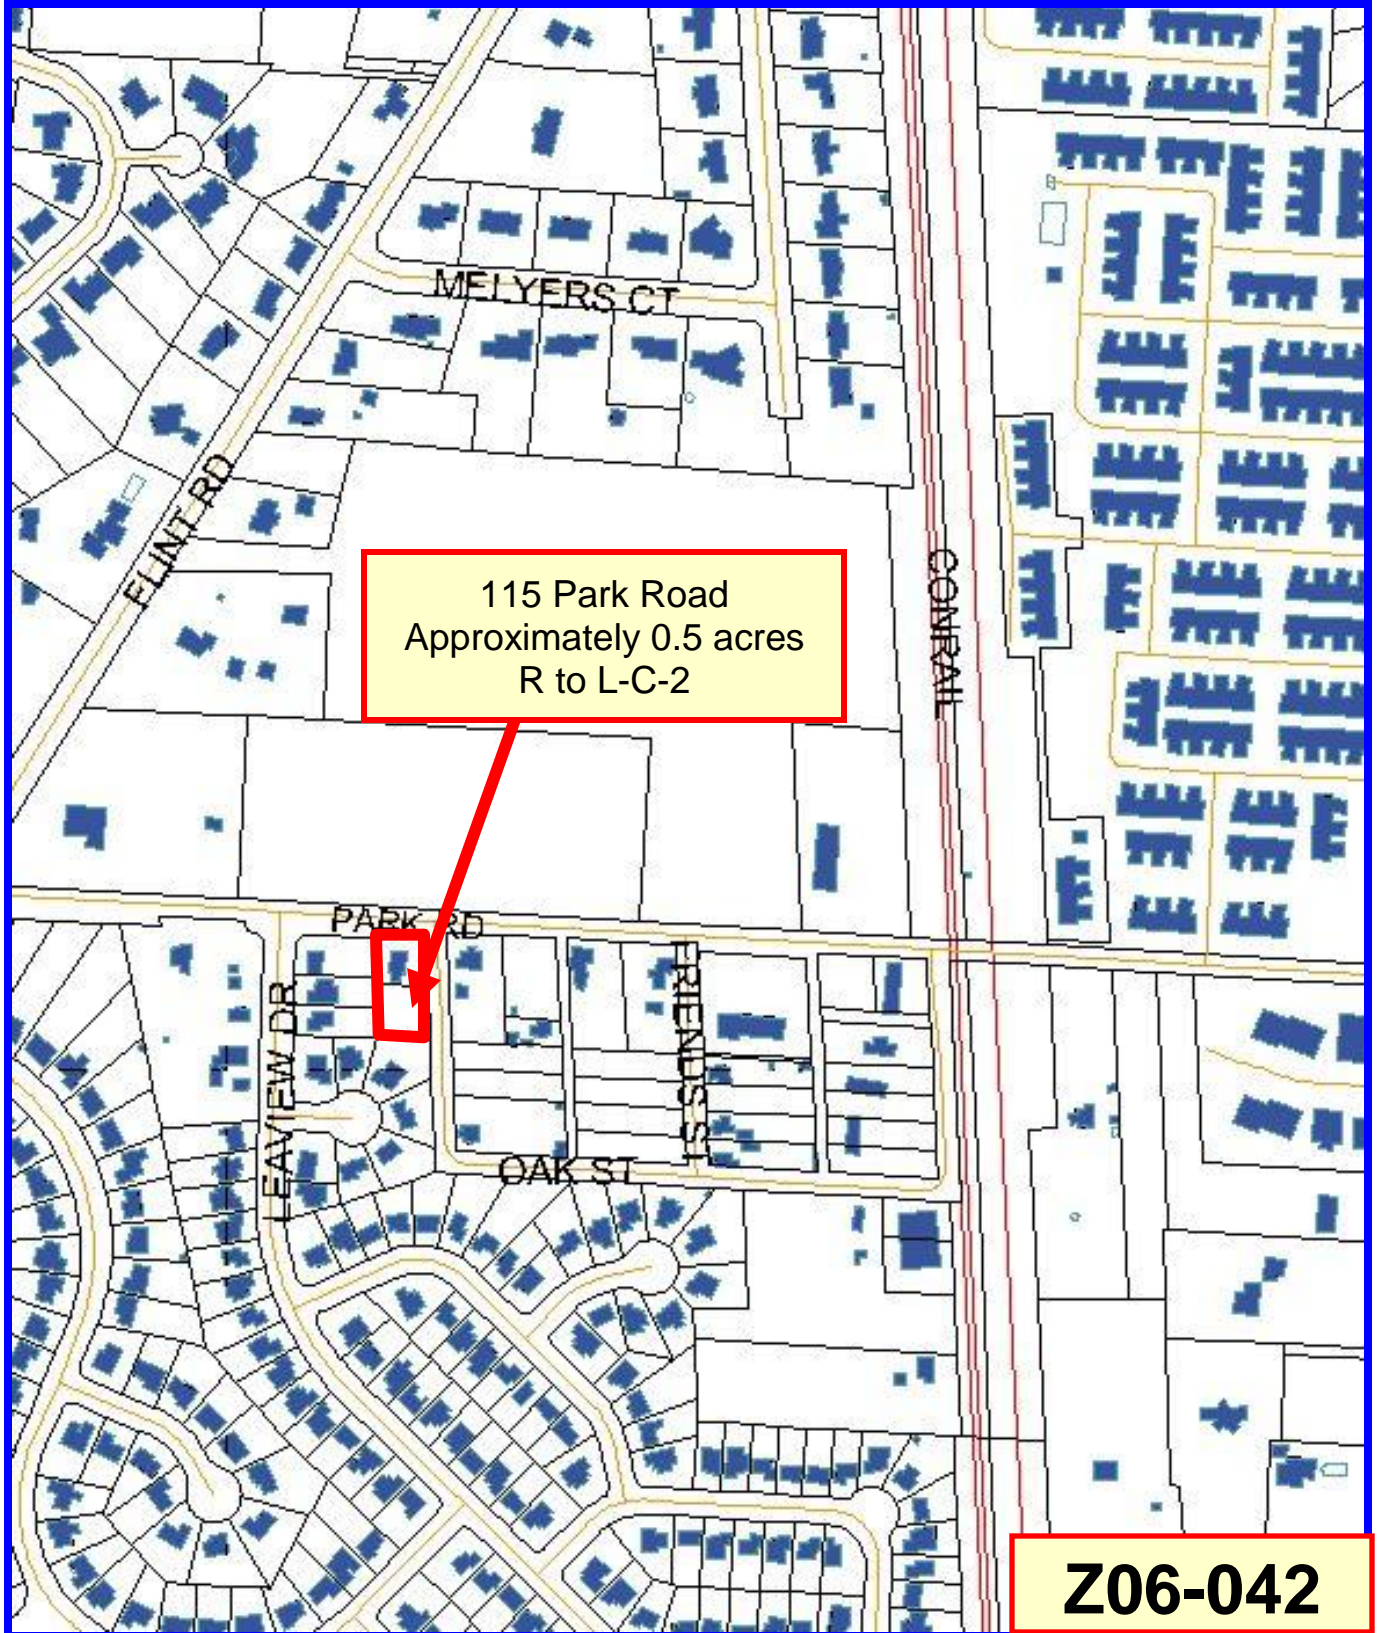 MELYERS CT
FLINT RD
115 Park Road
Approximately 0.5 acres
R to L-C-2
CONRAIL
PARK RD
FRIENDS ST
LEAVIEW DR
OAK ST
Z06-042